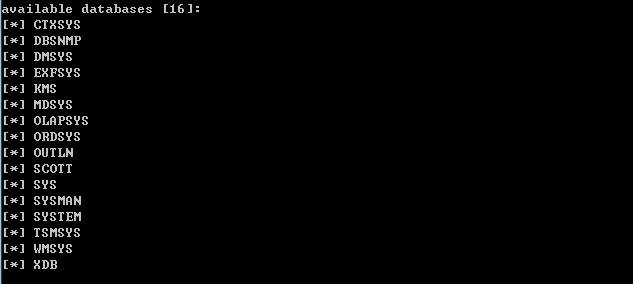 available databases [16]:
[*] CTXSYS
[*] DBSNMP
[*] DMSYS
[*] EXFSYS
[*] KMS
[*] MDSYS
[*] OLAPSYS
[*] ORDSYS
[*] OUTLN
[*] SCOTT
[*] SYS
[*] SYSMAN
[*] SYSTEM
[*] TSMSYS
[*] WMSYS
[*] XDB